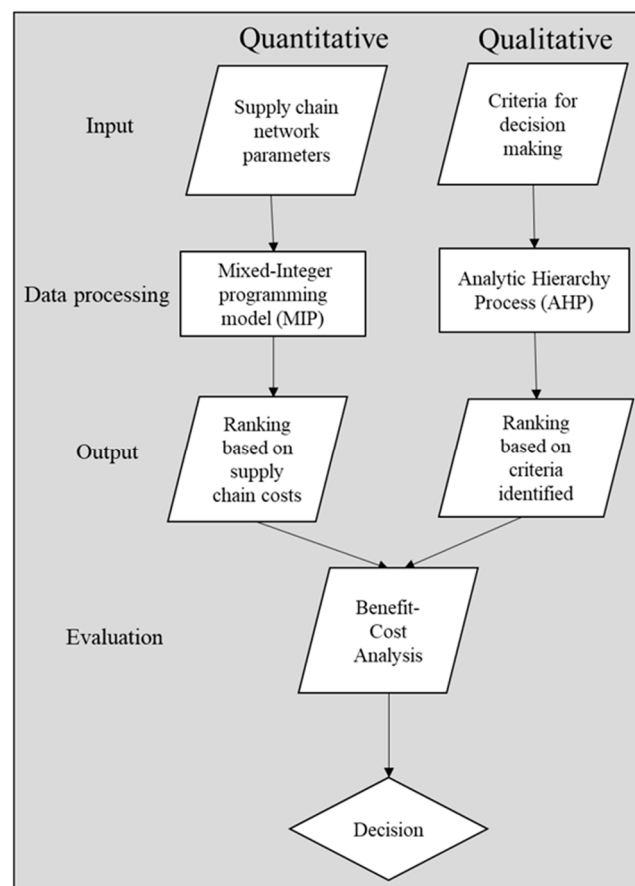 Quantitative
Qualitative
Input
Supply chain
network
parameters
Criteria for
decision
making
Data processing
Mixed-Integer
programming
model (MIP)
Analytic Hierarchy
Process (AHP)
Output
Ranking
based on
supply
chain costs
Ranking
based on
criteria
identified
Evaluation
Benefit-
Cost
Analysis
Decision